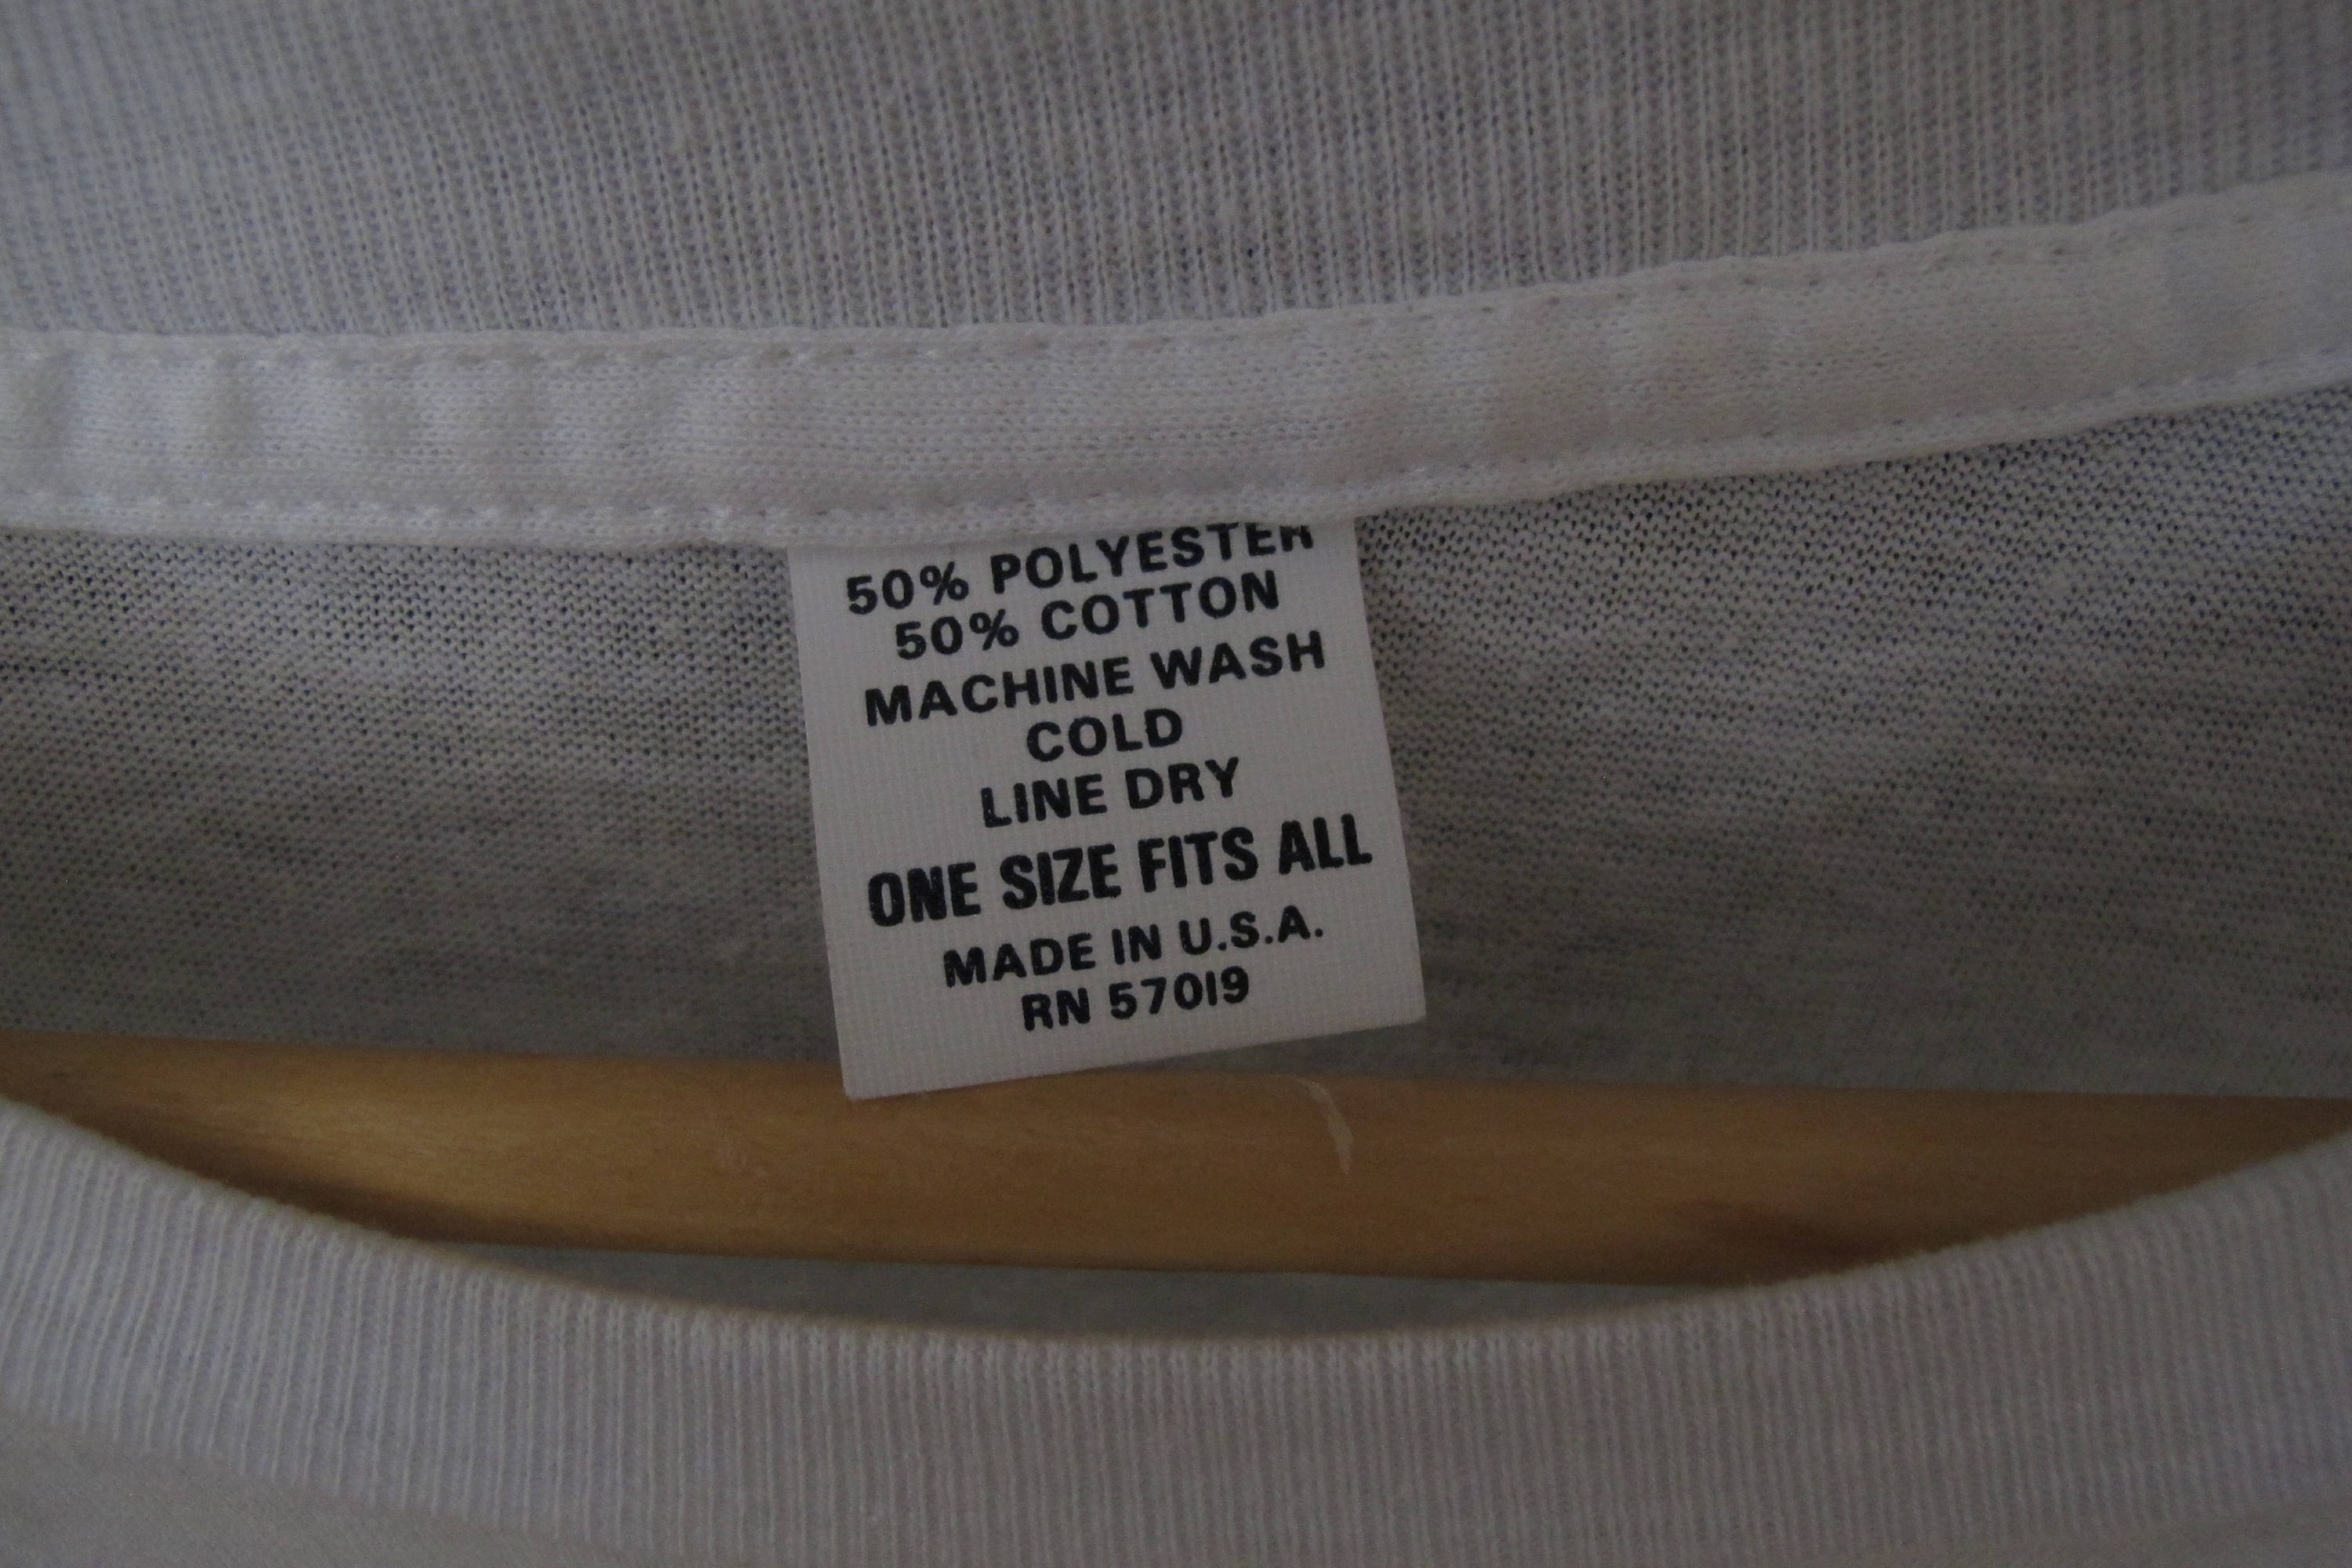 50% POLYESTER
50% COTTON
MACHINE WASH
COLD
LINE DRY
ONE SIZE FITS ALL
MADE IN U.S.A.
RN 57019